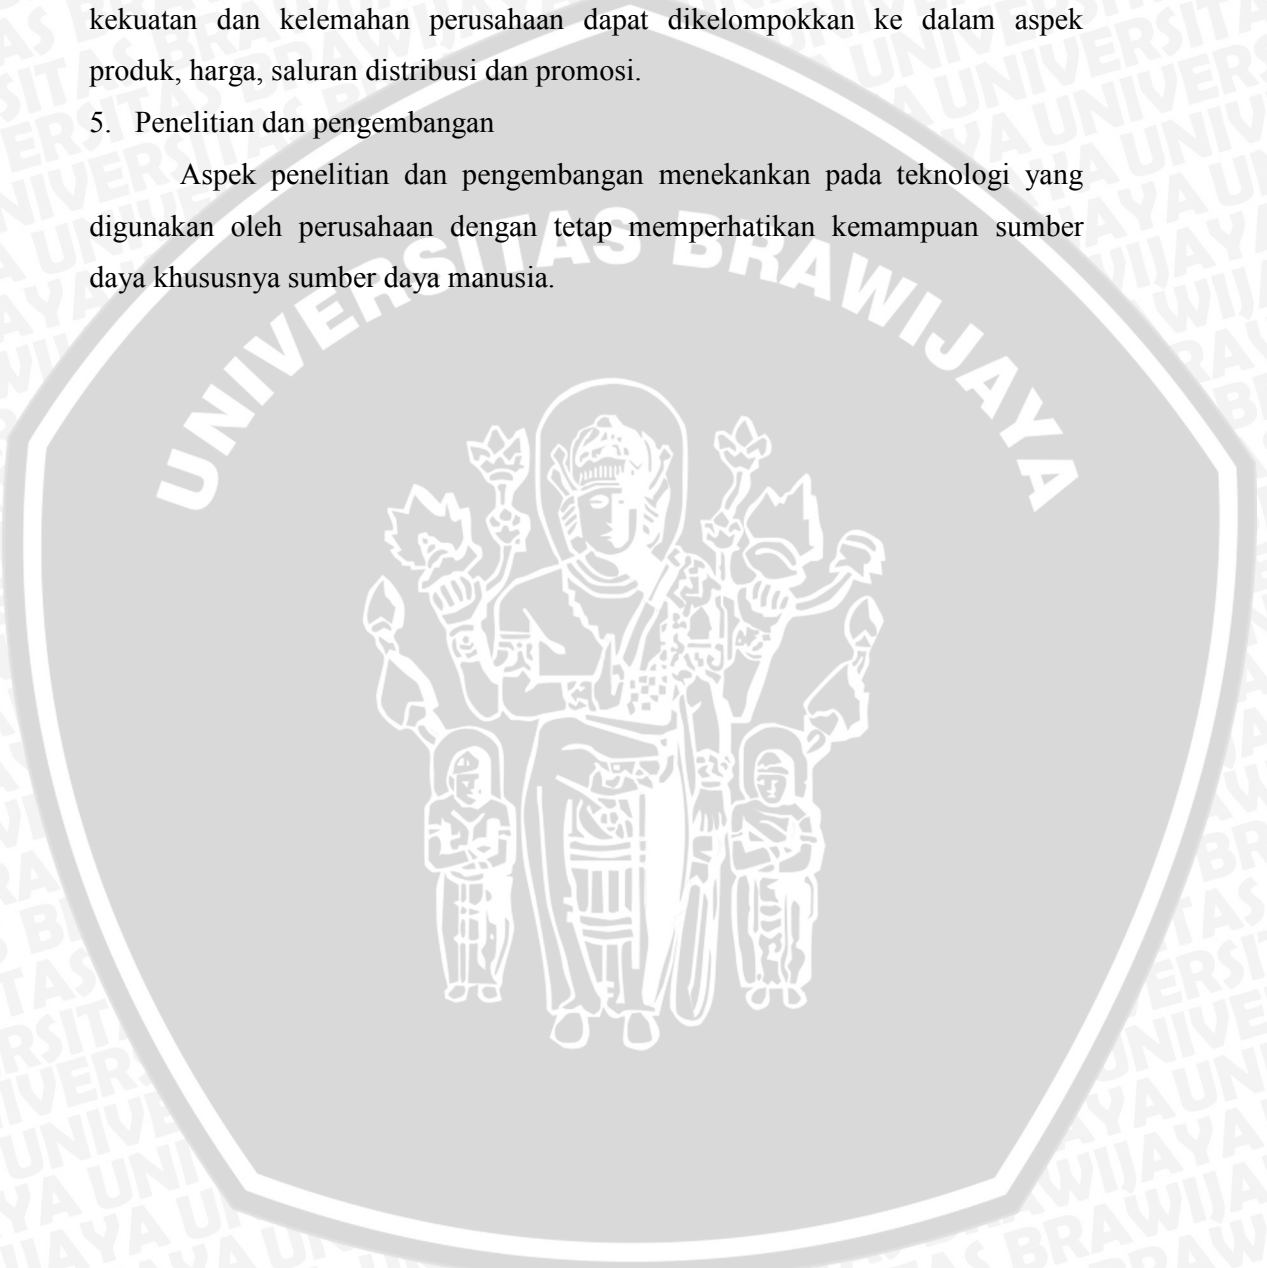 kekuatan dan kelemahan perusahaan dapat dikelompokkan ke dalam aspek
produk, harga, saluran distribusi dan promosi.
5. Penelitian dan pengembangan
Aspek penelitian dan pengembangan menekankan pada teknologi yang
digunakan oleh perusahaan dengan tetap memperhatikan kemampuan sumber
daya khususnya sumber daya manusia.
UNIVERSITAS BRAWIJAYA